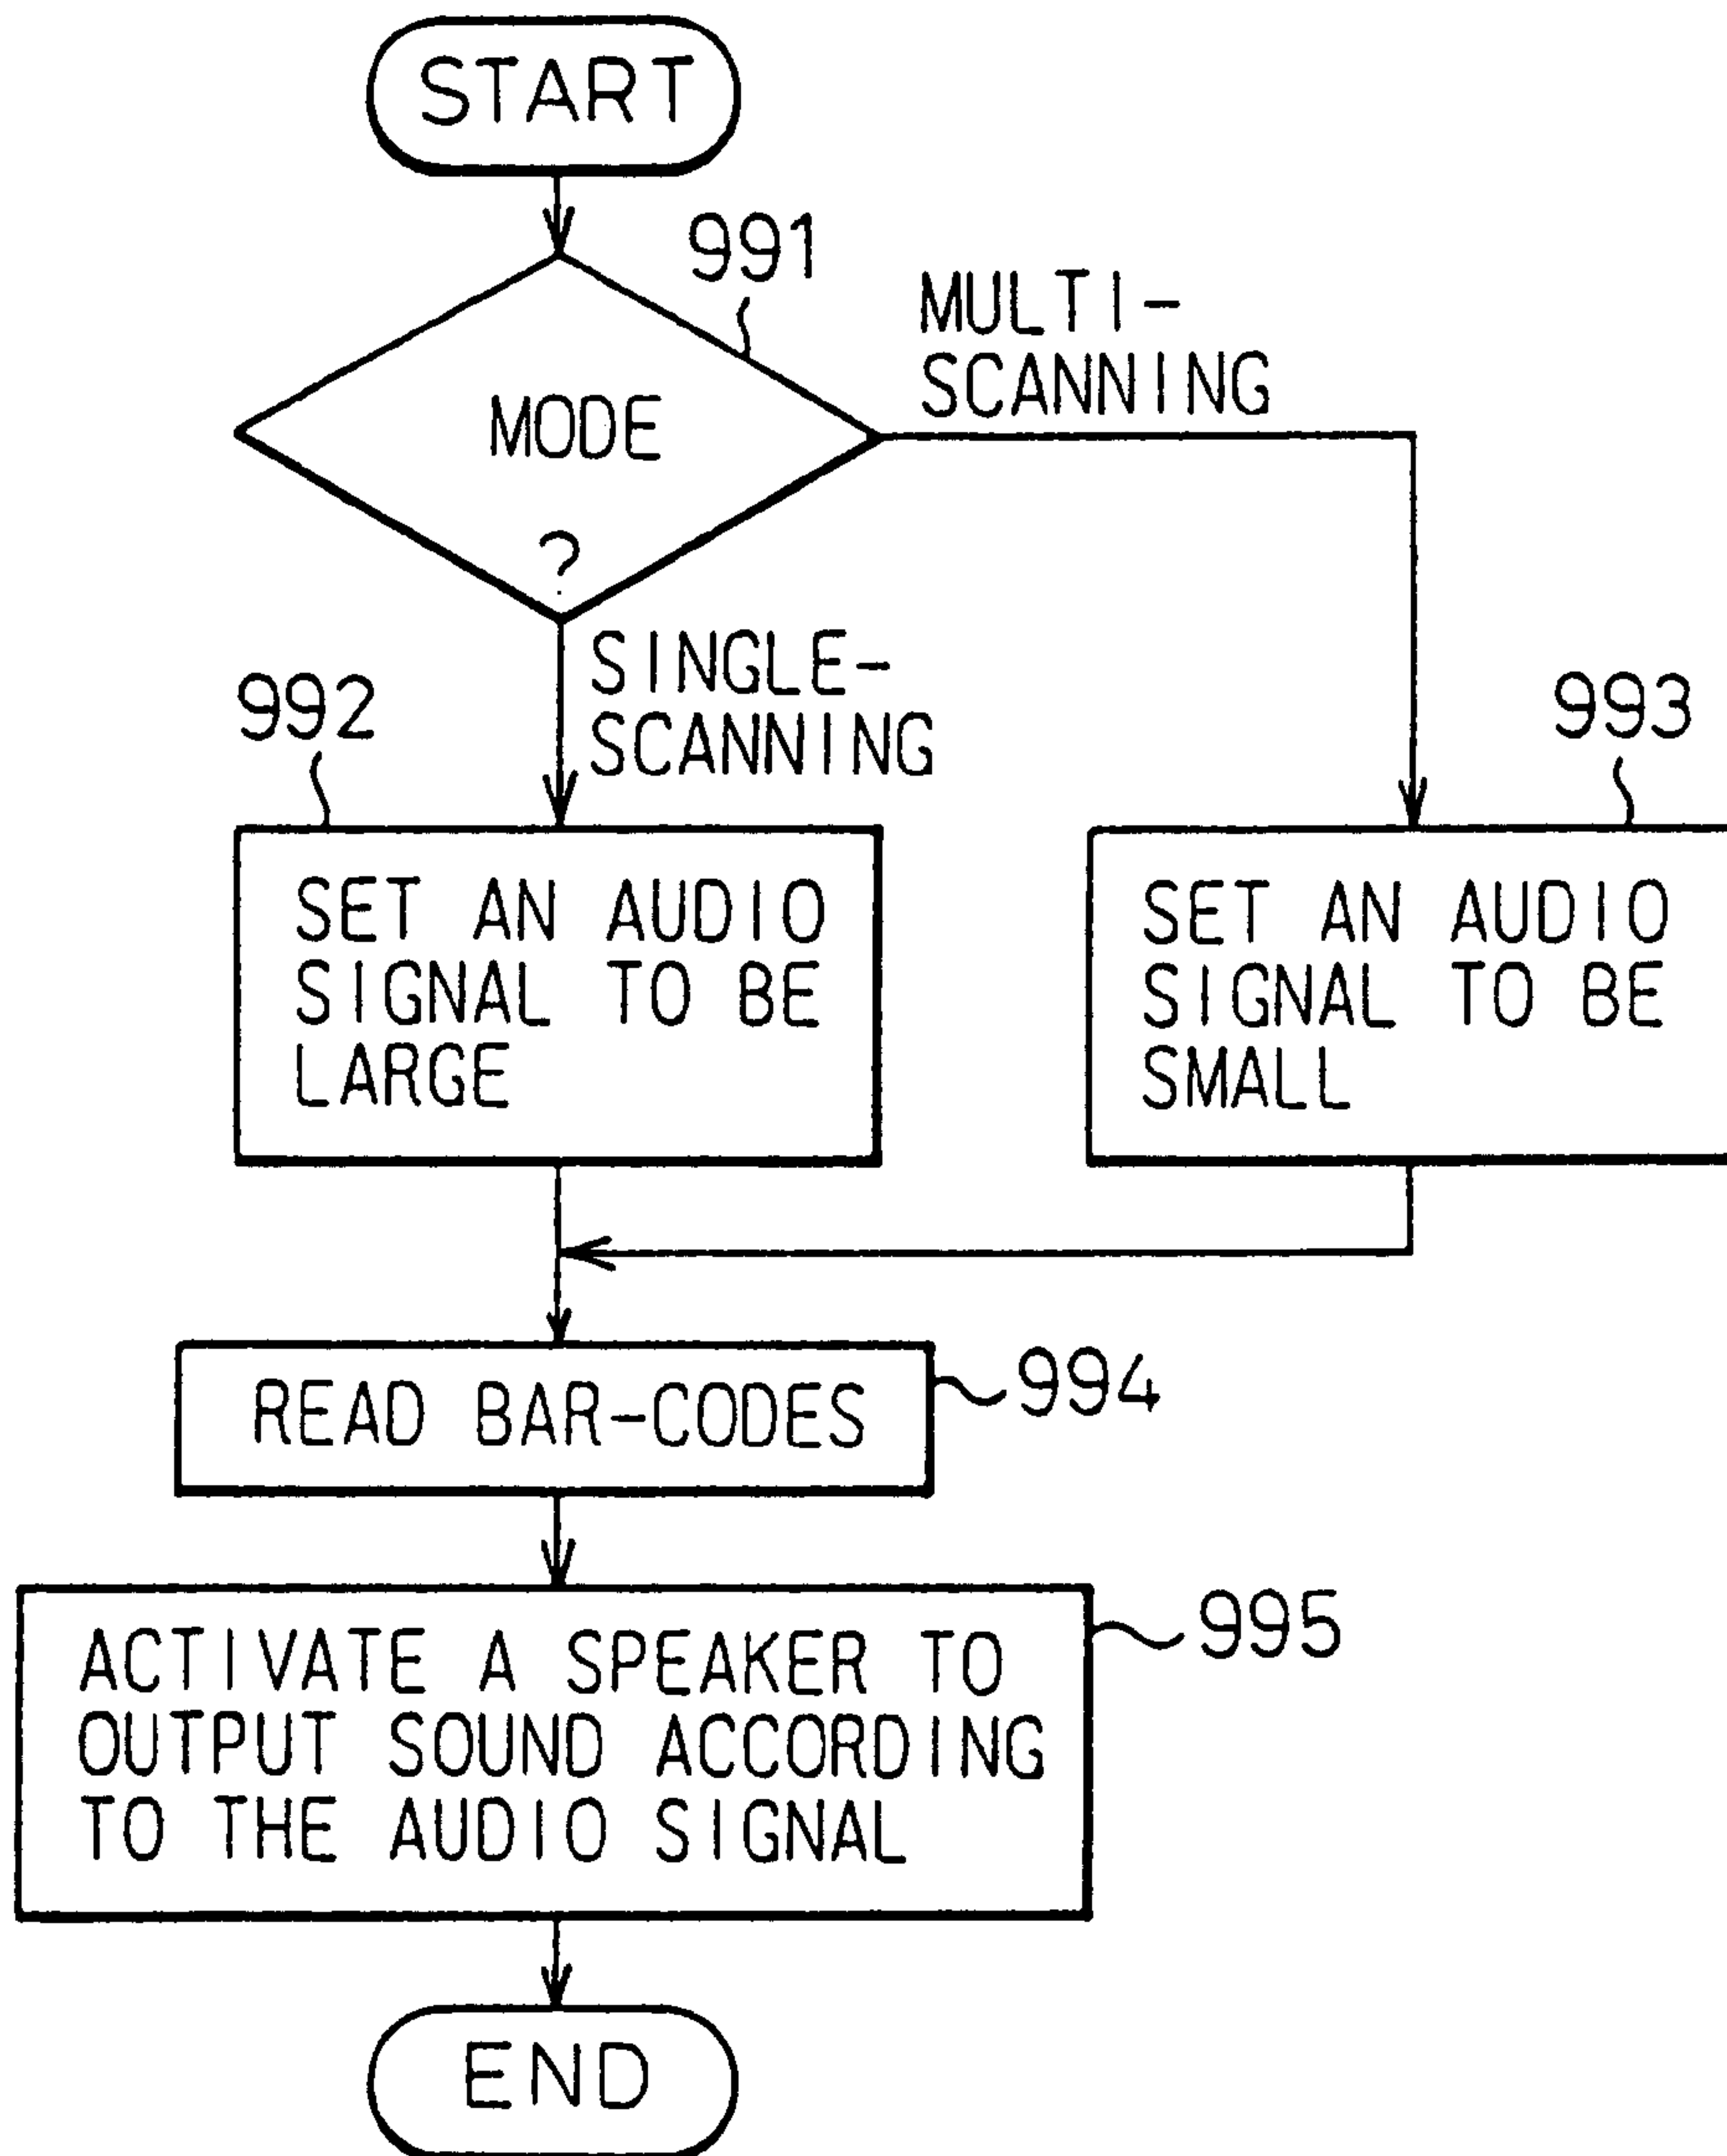 START
991
MULTI-
SCANNING
MODE
?
SINGLE-
SCANNING
992
993
SET AN AUDIO
SIGNAL TO BE
LARGE
SET AN AUDIO
SIGNAL TO BE
SMALL
READ BAR-CODES
994
ACTIVATE A SPEAKER TO
OUTPUT SOUND ACCORDING
TO THE AUDIO SIGNAL
995
END